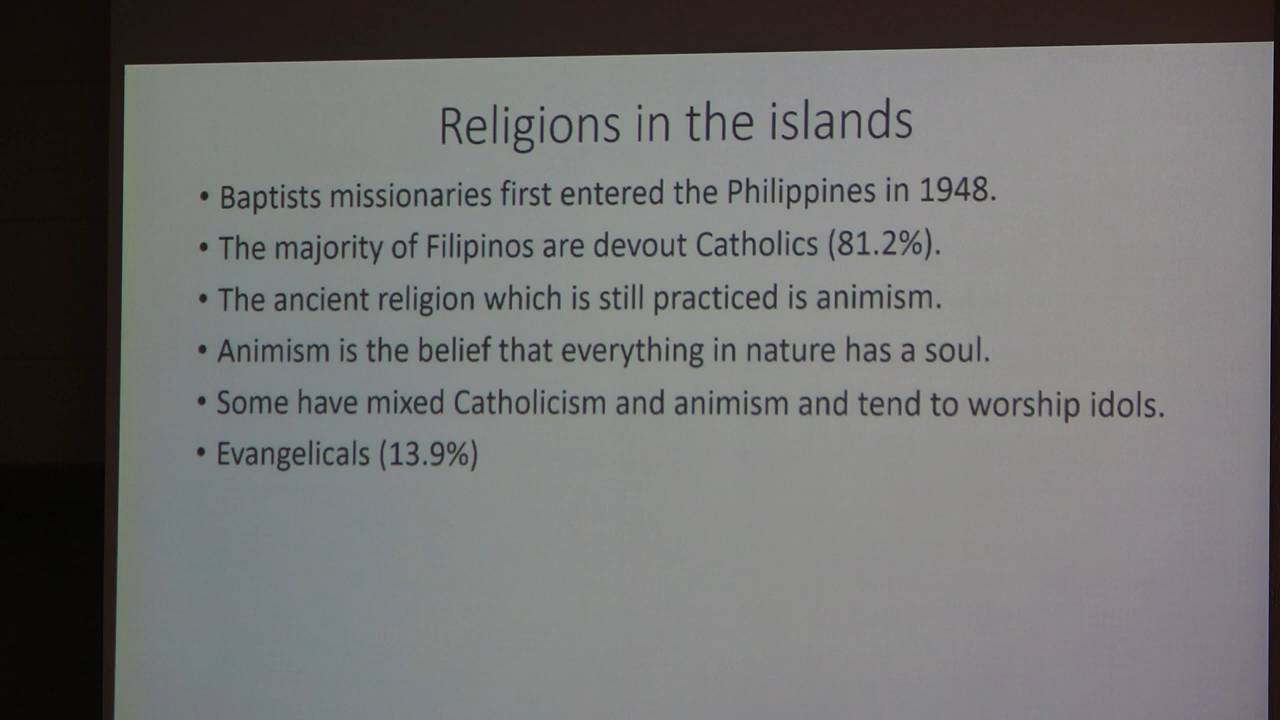 Religions in the islands
• Baptists missionaries first entered the Philippines in 1948.
• The majority of Filipinos are devout Catholics (81.2%).
• The ancient religion which is still practiced is animism.
• Animism is the belief that everything in nature has a soul.
• Some have mixed Catholicism and animism and tend to worship idols.
• Evangelicals (13.9%)